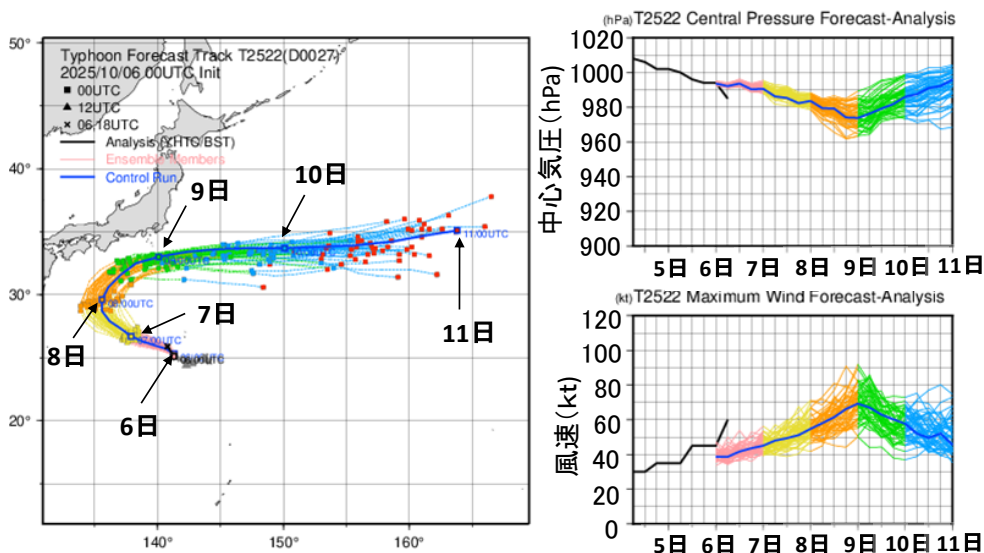 50°
40°
30°
20°
140°
150°
160°
Typhoon Forecast Track T2522(D0027)
2025/10/06 00UTC Init
00UTC
12UTC
06,18UTC
Analysis (YHTC/BST)
Ensemble Members
Control Run
9日
10日
7日
8日
6日
11日
11:00UTC
(hPa) T2522 Central Pressure Forecast-Analysis
中心気圧(hPa)
1020
1000
980
960
940
920
900
5日 6日 7日 8日 9日 10日 11日
(kt) T2522 Maximum Wind Forecast-Analysis
風速(kt)
120
100
80
60
40
20
0
5日 6日 7日 8日 9日 10日 11日